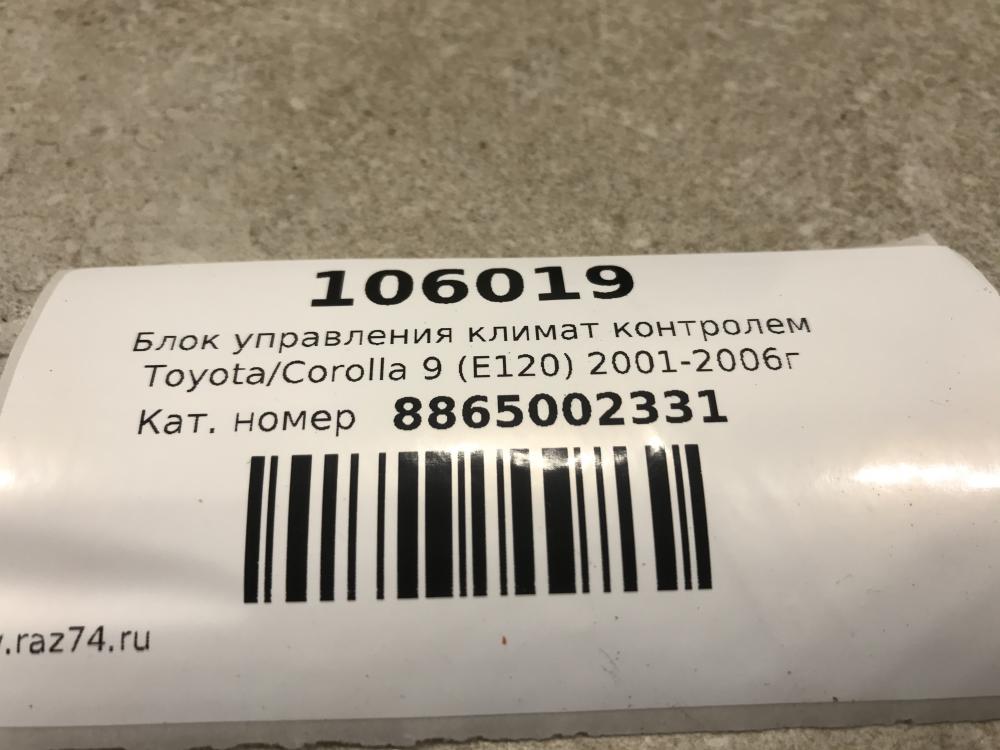 106019
Блок управления климат контролем
Toyota/Corolla 9 (E120) 2001-2006г
Кат. номер 8865002331
.raz74.ru